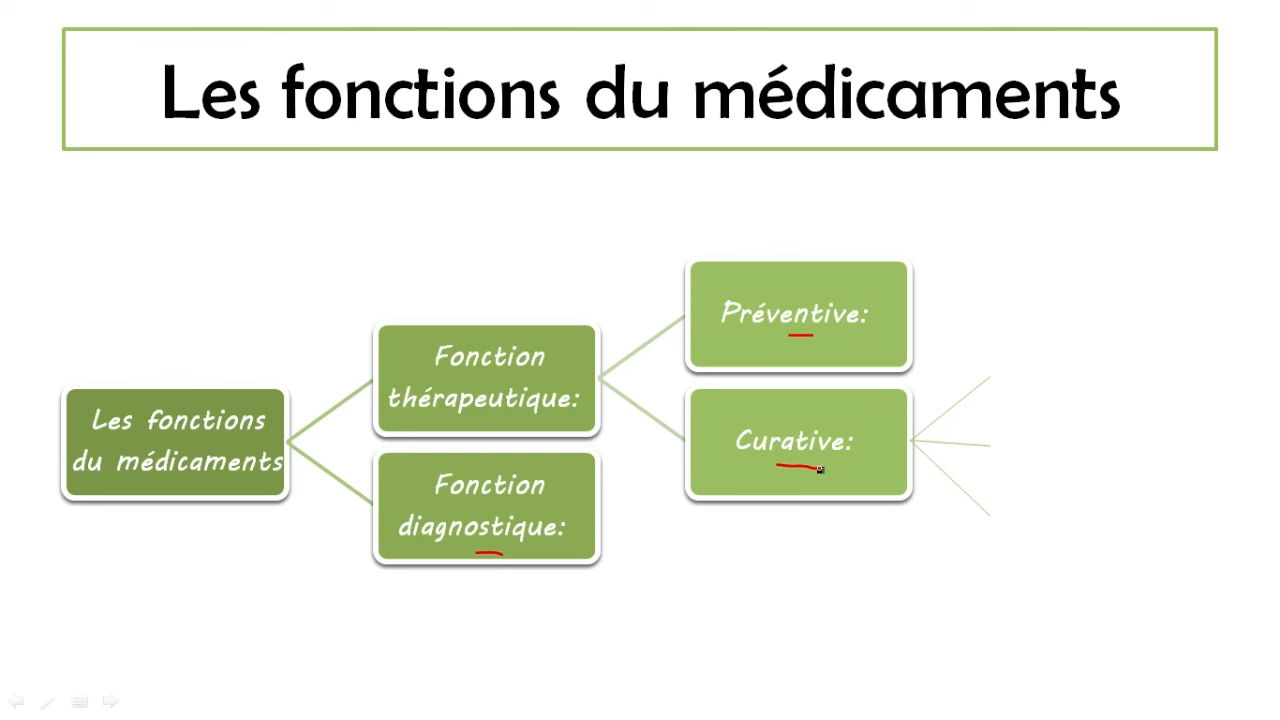 Les fonctions du médicaments
Les fonctions
du médicaments
Fonction
thérapeutique:
Fonction
diagnostique:
Préventive:
Curative: